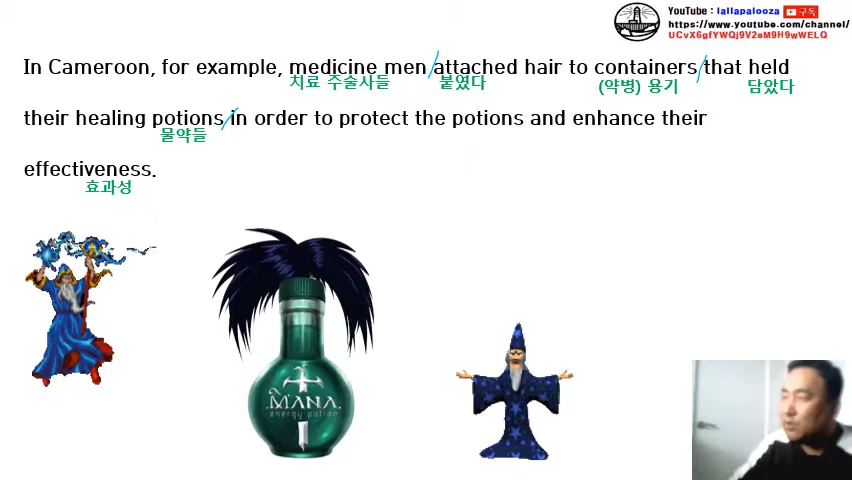 YouTube : lallapalooza 구독
https://www.youtube.com/channel/
UCvX6gfYWQj9V2eM9H9wWELQ
In Cameroon, for example, medicine men / attached hair to containers / that held
치료 주술사들 붙였다 (약병) 용기 담았다
their healing potions / in order to protect the potions and enhance their
물약들
effectiveness.
효과성
MANA
energy potion